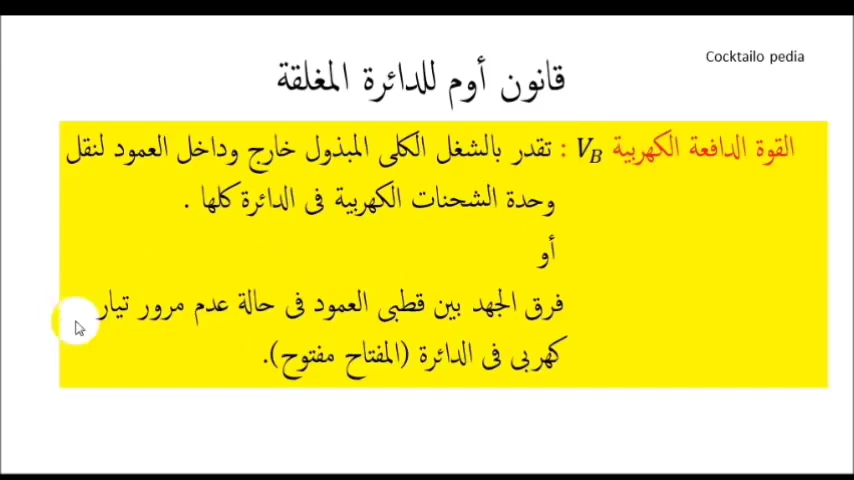 Cocktailo pedia
قانون أوم للدائرة المغلقة
القوة الدافعة الكهربية V_B : تقدر بالشغل الكلى المبذول خارج وداخل العمود لنقل
وحدة الشحنات الكهربية فى الدائرة كلها .
أو
فرق الجهد بين قطبى العمود فى حالة عدم مرور تيار
كهربى فى الدائرة (المفتاح مفتوح).